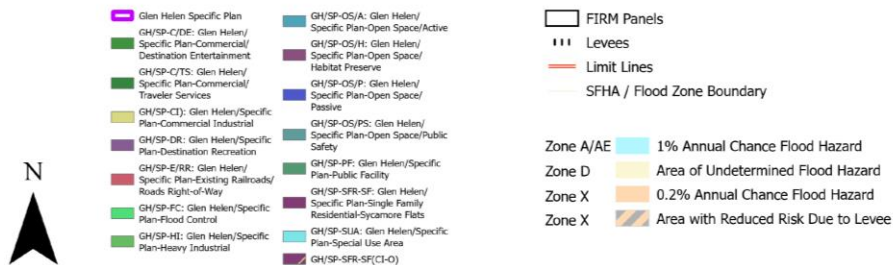 Glen Helen Specific Plan
GH/SP-C/DE: Glen Helen/
Specific Plan-Commercial/
Destination Entertainment
GH/SP-C/TS: Glen Helen/
Specific Plan-Commercial/
Traveler Services
GH/SP-CI): Glen Helen/Specific
Plan-Commercial Industrial
GH/SP-DR: Glen Helen/Specific
Plan-Destination Recreation
GH/SP-E/RR: Glen Helen/
Specific Plan-Existing Railroads/
Roads Right-of-Way
GH/SP-FC: Glen Helen/Specific
Plan-Flood Control
GH/SP-HI: Glen Helen/Specific
Plan-Heavy Industrial
GH/SP-OS/A: Glen Helen/
Specific Plan-Open Space/Active
GH/SP-OS/H: Glen Helen/
Specific Plan-Open Space/
Habitat Preserve
GH/SP-OS/P: Glen Helen/
Specific Plan-Open Space/
Passive
GH/SP-OS/PS: Glen Helen/
Specific Plan-Open Space/Public
Safety
GH/SP-PF: Glen Helen/Specific
Plan-Public Facility
GH/SP-SFR-SF: Glen Helen/
Specific Plan-Single Family
Residential-Sycamore Flats
GH/SP-SUA: Glen Helen/Specific
Plan-Special Use Area
GH/SP-SFR-SF(CI-O)
FIRM Panels
Levees
Limit Lines
SFHA / Flood Zone Boundary
Zone A/AE 1% Annual Chance Flood Hazard
Zone D Area of Undetermined Flood Hazard
Zone X 0.2% Annual Chance Flood Hazard
Zone X Area with Reduced Risk Due to Levee
N